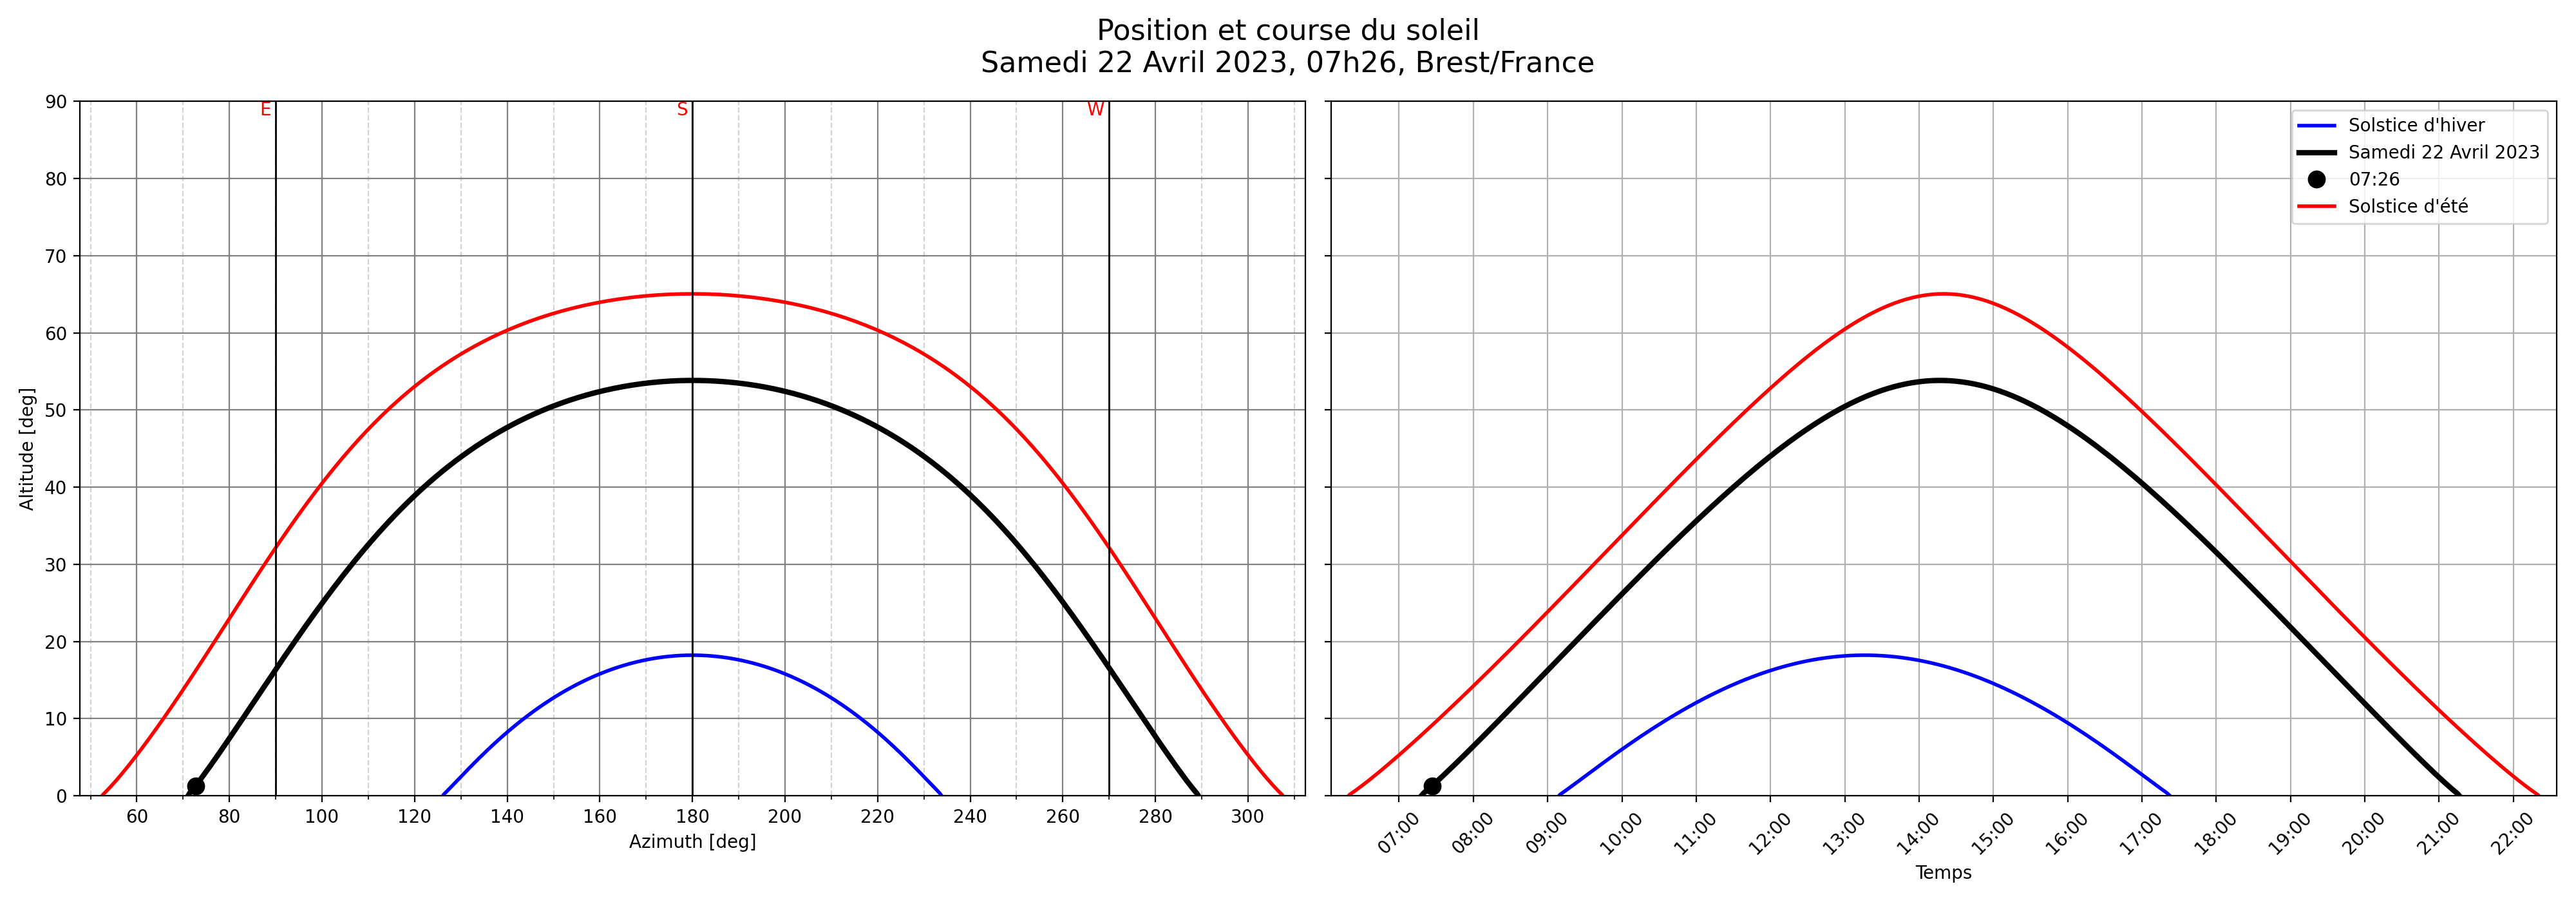 Position et course du soleil
Samedi 22 Avril 2023, 07h26, Brest/France
E
S
W
90
80
70
60
50
40
30
20
10
0
Altitude [deg]
60 80 100 120 140 160 180 200 220 240 260 280 300
Azimuth [deg]
Solstice d'hiver
Samedi 22 Avril 2023
07:26
Solstice d'été
07:00 08:00 09:00 10:00 11:00 12:00 13:00 14:00 15:00 16:00 17:00 18:00 19:00 20:00 21:00 22:00
Temps